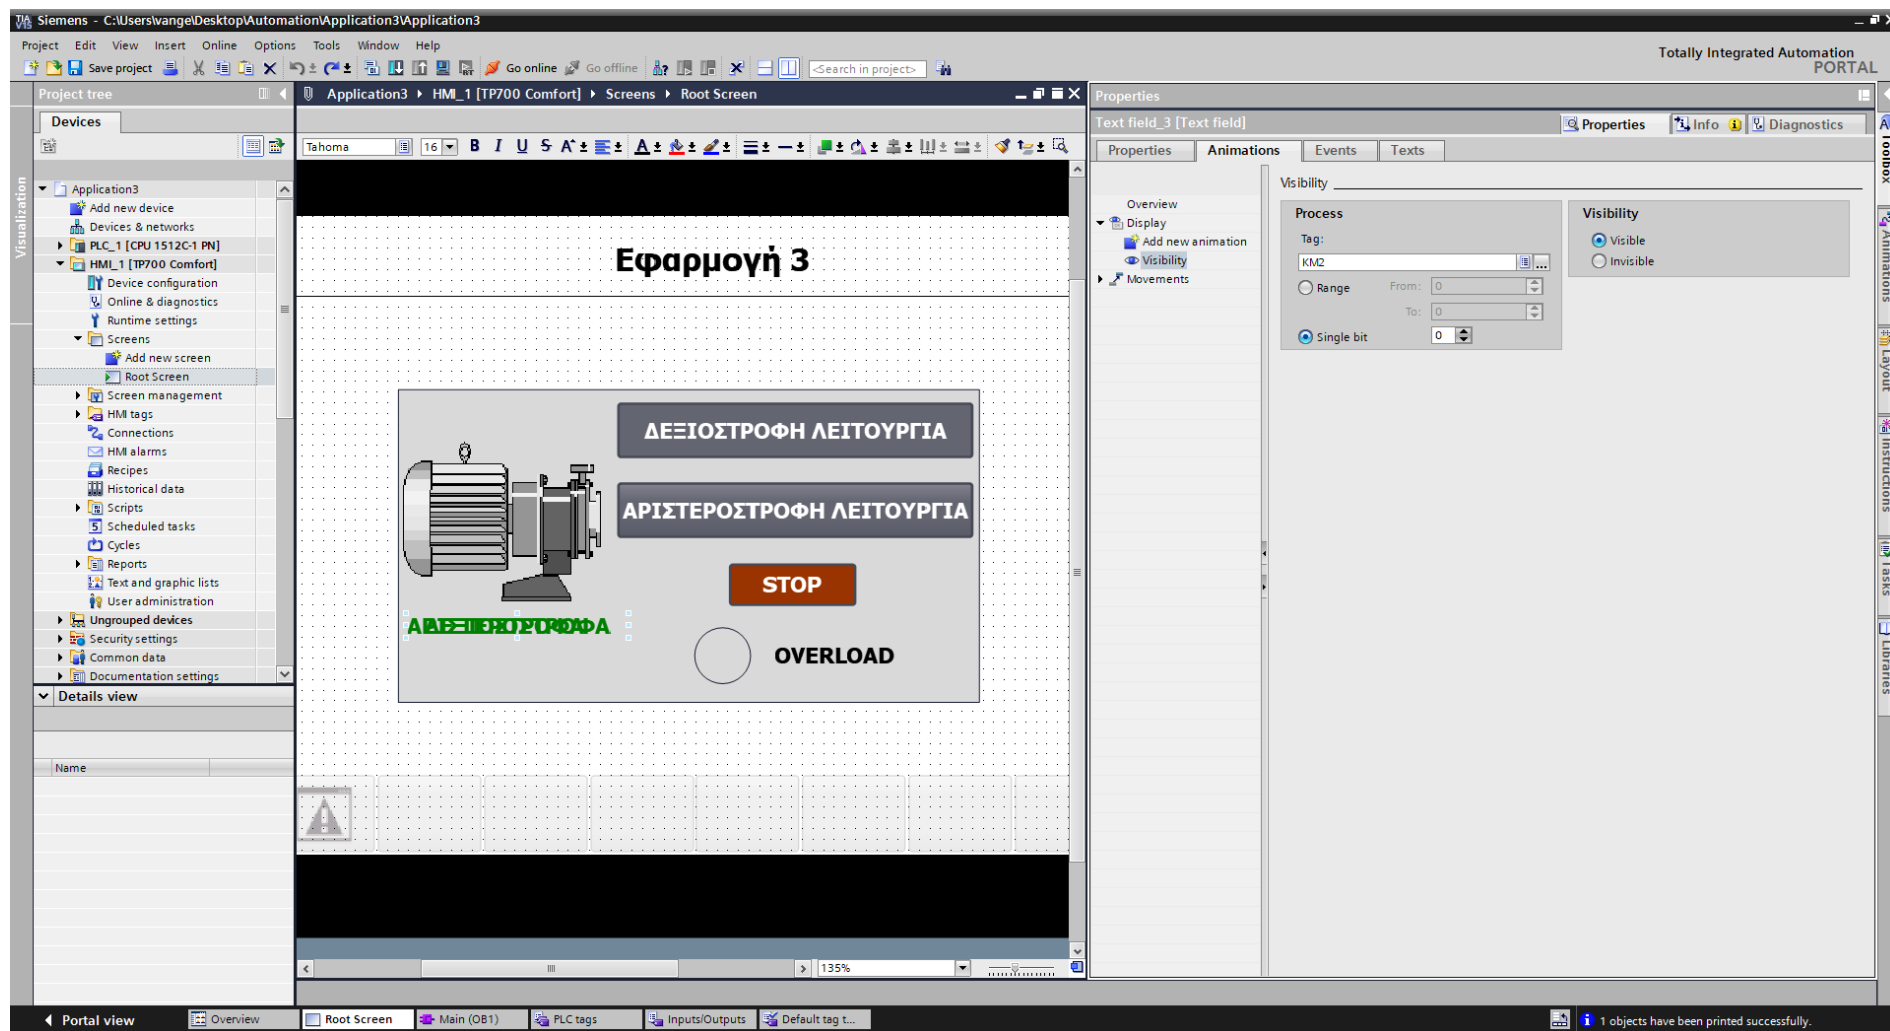 Siemens - C:\Users\vange\Desktop\Automation\Application3\Application3
Project Edit View Insert Online Options Tools Window Help
Totally Integrated Automation
PORTAL
Save project Go online Go offline <Search in project>
Project tree
Devices
Visualization
Application3
Add new device
Devices & networks
PLC_1 [CPU 1512C-1 PN]
HMI_1 [TP700 Comfort]
Device configuration
Online & diagnostics
Runtime settings
Screens
Add new screen
Root Screen
Screen management
HMI tags
Connections
HMI alarms
Recipes
Historical data
Scripts
Scheduled tasks
Cycles
Reports
Text and graphic lists
User administration
Ungrouped devices
Security settings
Common data
Documentation settings
Details view
Name
Application3 HMI_1 [TP700 Comfort] Screens Root Screen
Tahoma 16 B I U S A
Εφαρμογή 3
ΔΕΞΙΟΣΤΡΟΦΗ ΛΕΙΤΟΥΡΓΙΑ
ΑΡΙΣΤΕΡΟΣΤΡΟΦΗ ΛΕΙΤΟΥΡΓΙΑ
STOP
OVERLOAD
135%
Properties
Text field_3 [Text field]
Properties Info Diagnostics
Properties Animations Events Texts
Overview
Display
Add new animation
Visibility
Movements
Visibility
Process
Tag:
KM2
Range From: 0
To: 0
Single bit 0
Visibility
Visible
Invisible
Toolbox
Animations
Layout
Instructions
Tasks
Libraries
Portal view Overview Root Screen Main (OB1) PLC tags Inputs/Outputs Default tag t...
1 objects have been printed successfully.